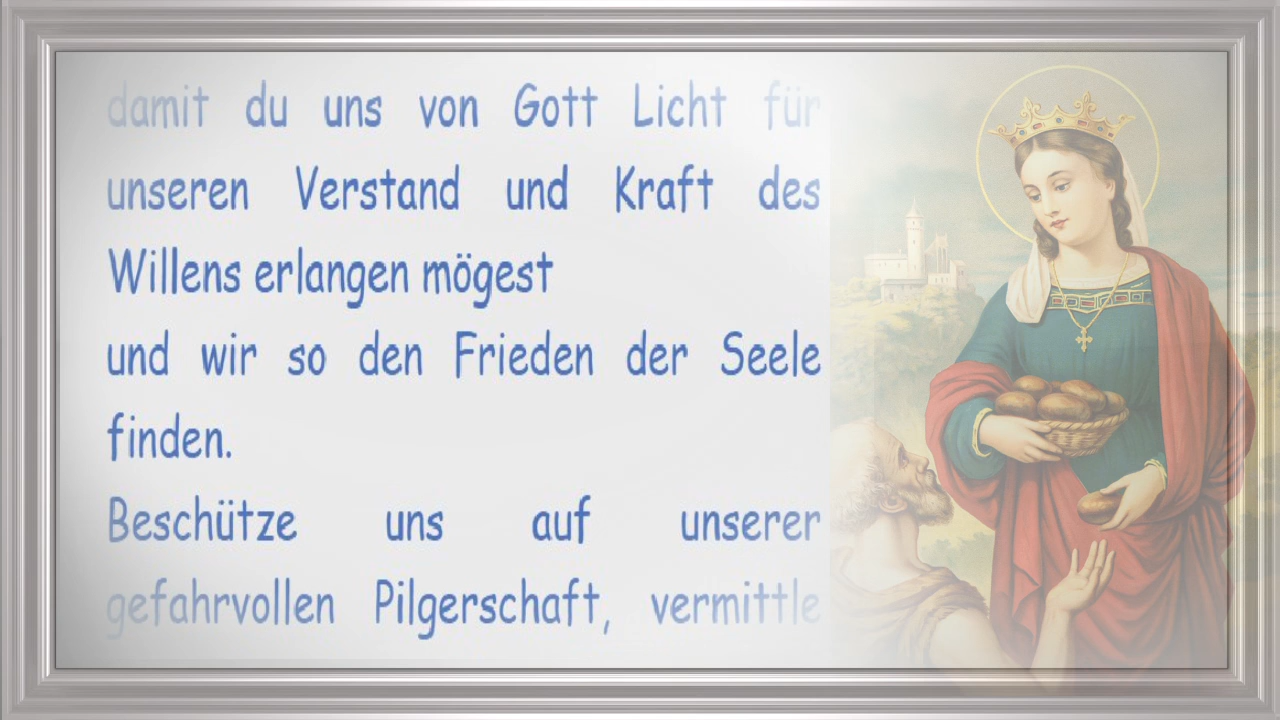 damit du uns von Gott Licht für
unseren Verstand und Kraft des
Willens erlangen mögest
und wir so den Frieden der Seele
finden.
Beschütze uns auf unserer
gefahrvollen Pilgerschaft, vermittle